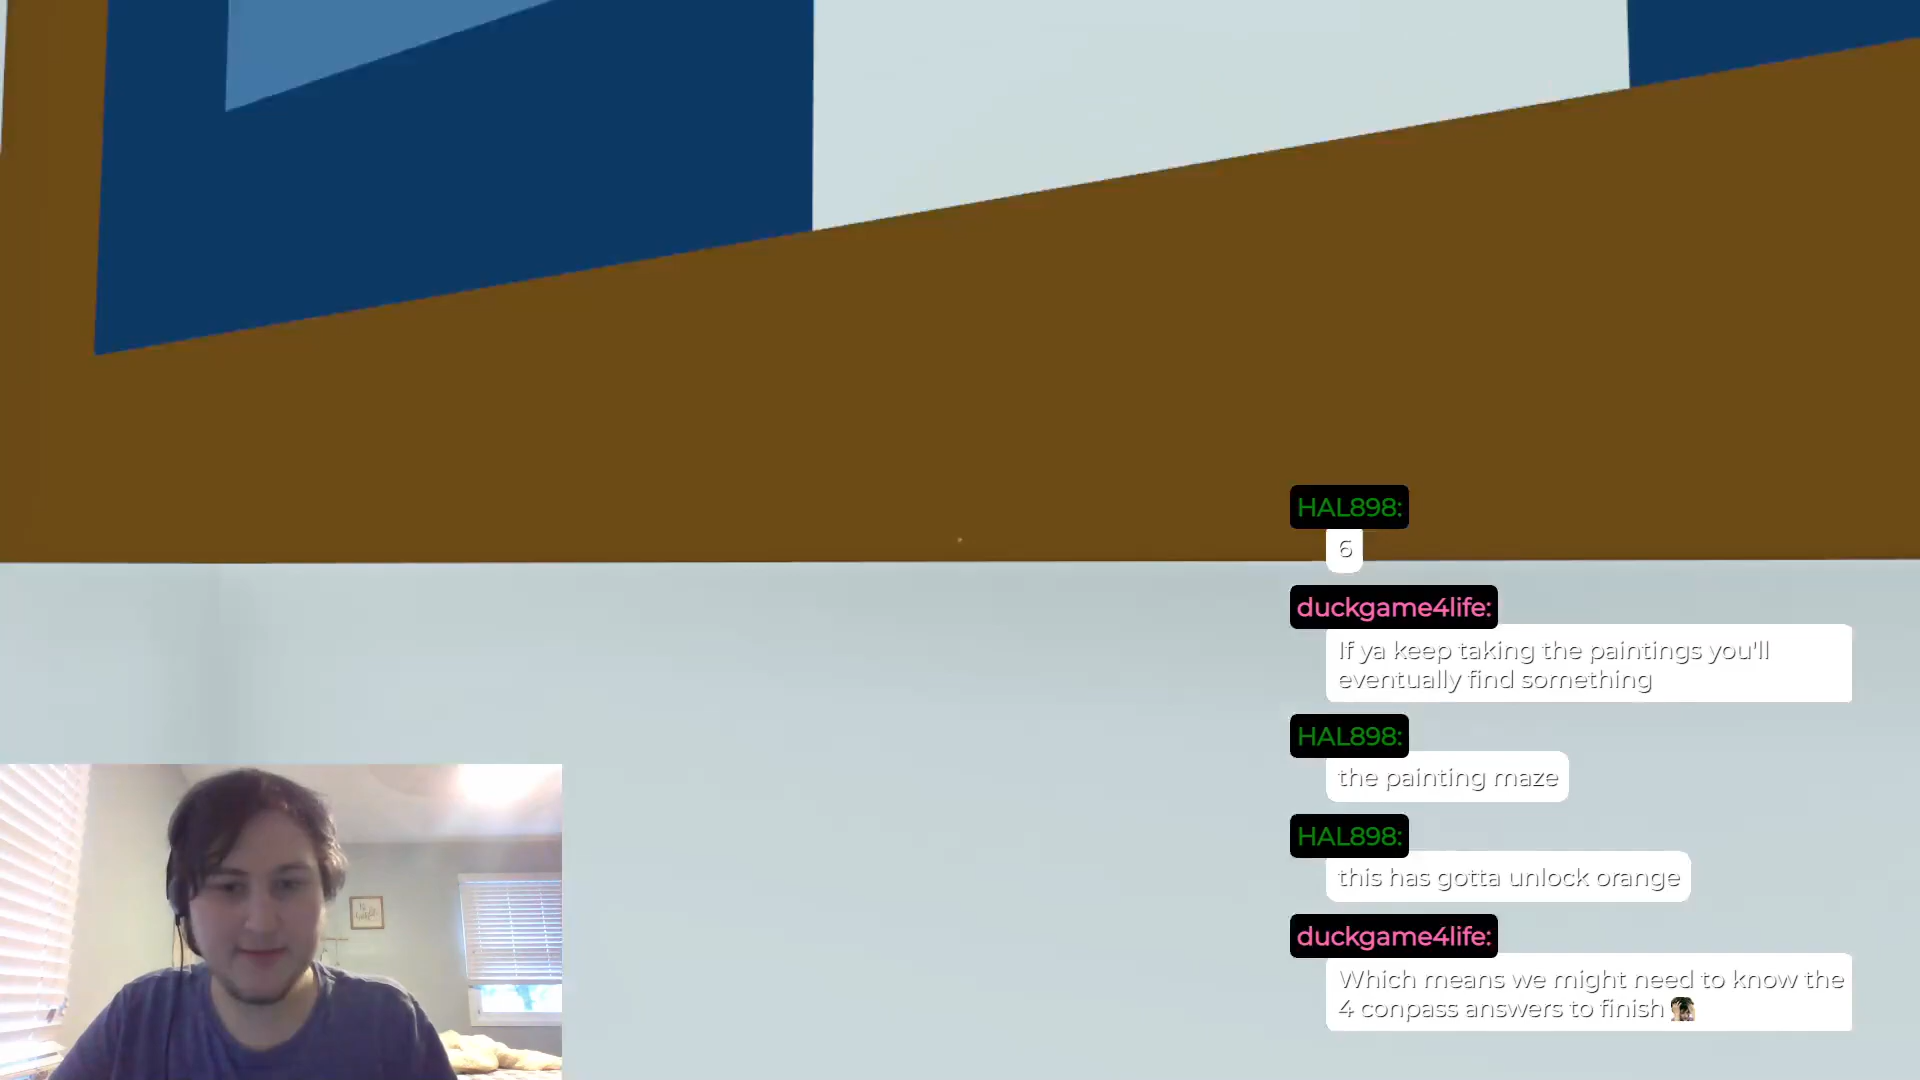 HAL898:
6
duckgame4life:
If ya keep taking the paintings you'll
eventually find something
HAL898:
the painting maze
HAL898:
this has gotta unlock orange
duckgame4life:
Which means we might need to know the
4 conpass answers to finish